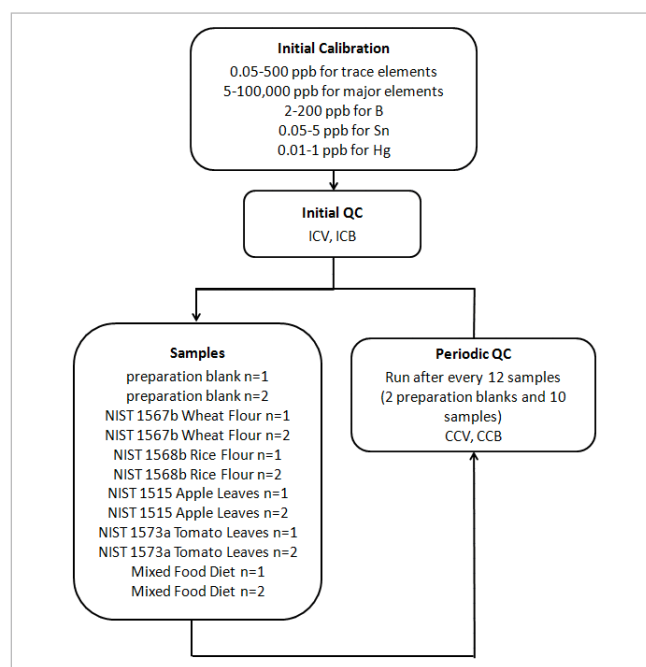 Initial Calibration
0.05-500 ppb for trace elements
5-100,000 ppb for major elements
2-200 ppb for B
0.05-5 ppb for Sn
0.01-1 ppb for Hg
Initial QC
ICV, ICB
Samples
preparation blank n=1
preparation blank n=2
NIST 1567b Wheat Flour n=1
NIST 1567b Wheat Flour n=2
NIST 1568b Rice Flour n=1
NIST 1568b Rice Flour n=2
NIST 1515 Apple Leaves n=1
NIST 1515 Apple Leaves n=2
NIST 1573a Tomato Leaves n=1
NIST 1573a Tomato Leaves n=2
Mixed Food Diet n=1
Mixed Food Diet n=2
Periodic QC
Run after every 12 samples
(2 preparation blanks and 10
samples)
CCV, CCB